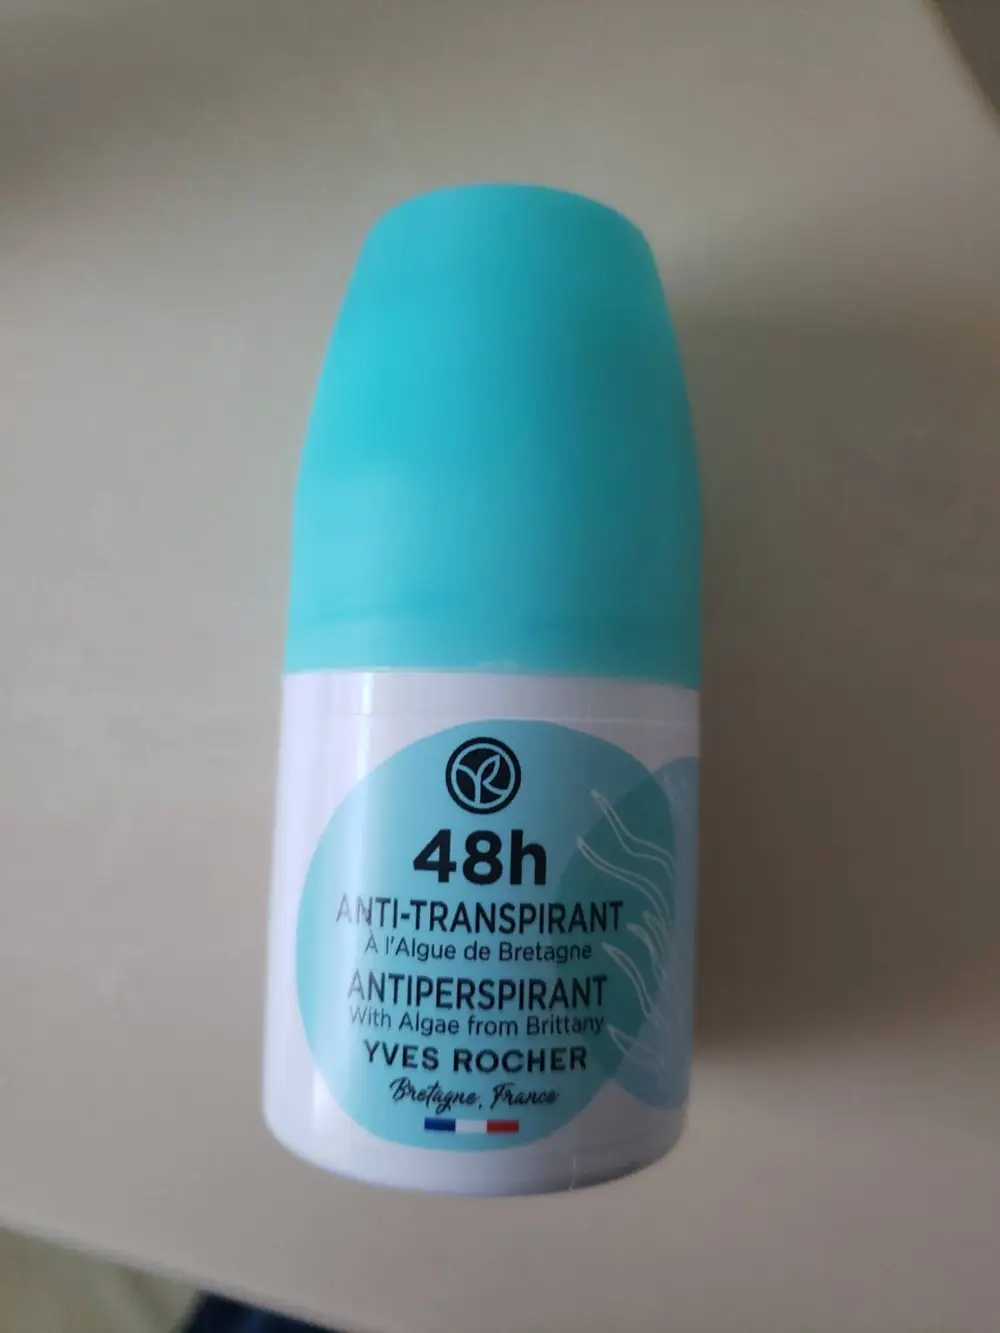 48h
ANTI-TRANSPIRANT
À l'Algue de Bretagne
ANTIPERSPIRANT
With Algae from Brittany
YVES ROCHER
Bretagne, France